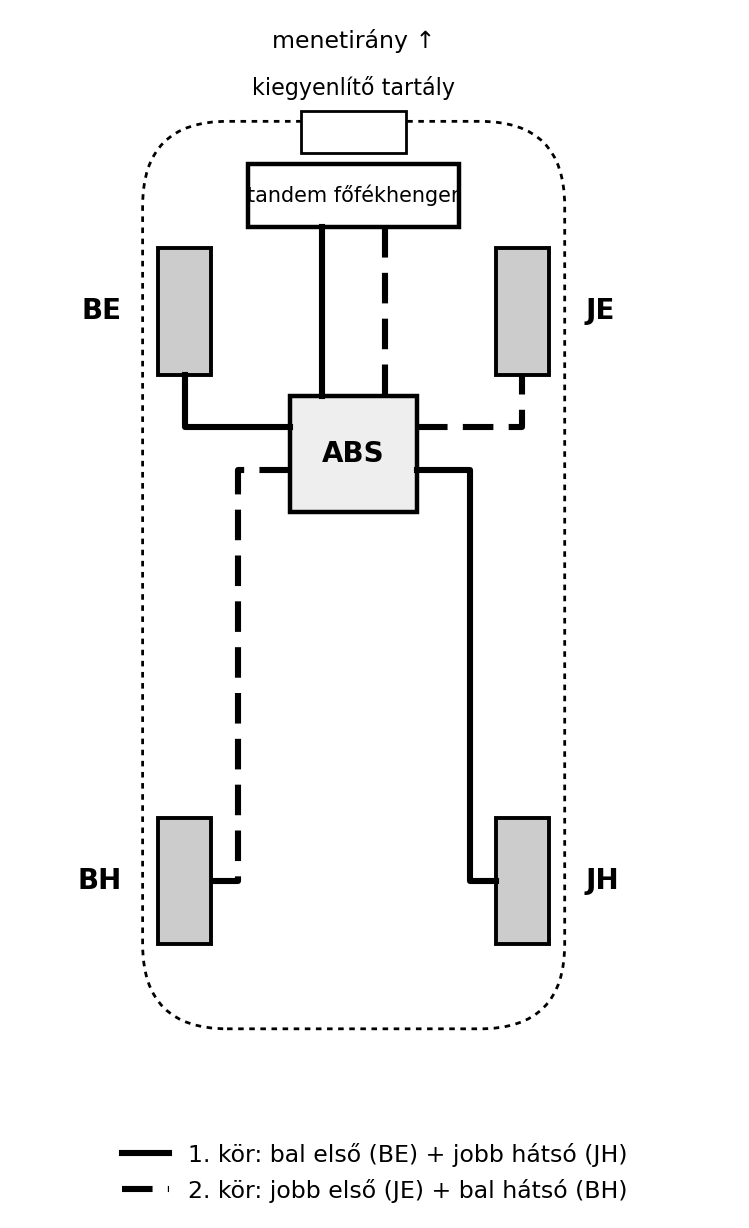 menetirány ↑
kiegyenlítő tartály
tandem főfékhenger
BE
JE
ABS
BH
JH
1. kör: bal első (BE) + jobb hátsó (JH)
2. kör: jobb első (JE) + bal hátsó (BH)